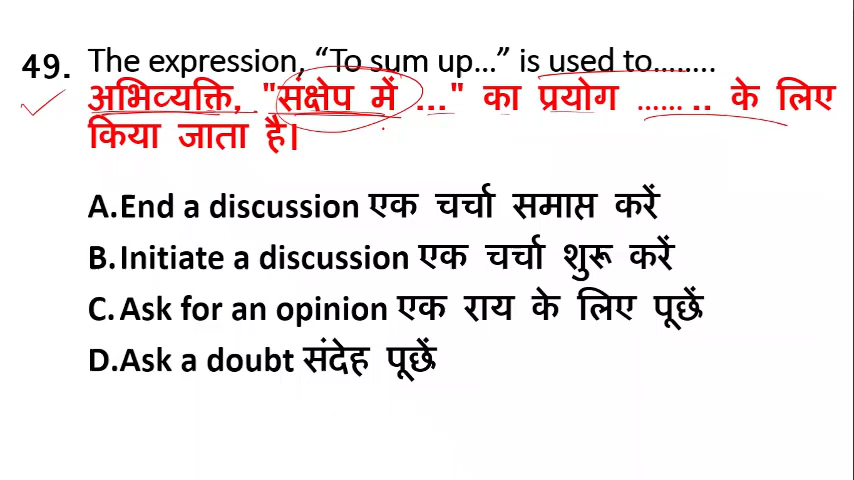 49. The expression, “To sum up…” is used to........
अभिव्यक्ति, "संक्षेप में ..." का प्रयोग ...... .. के लिए
किया जाता है।
A.End a discussion एक चर्चा समाप्त करें
B.Initiate a discussion एक चर्चा शुरू करें
C.Ask for an opinion एक राय के लिए पूछें
D.Ask a doubt संदेह पूछें